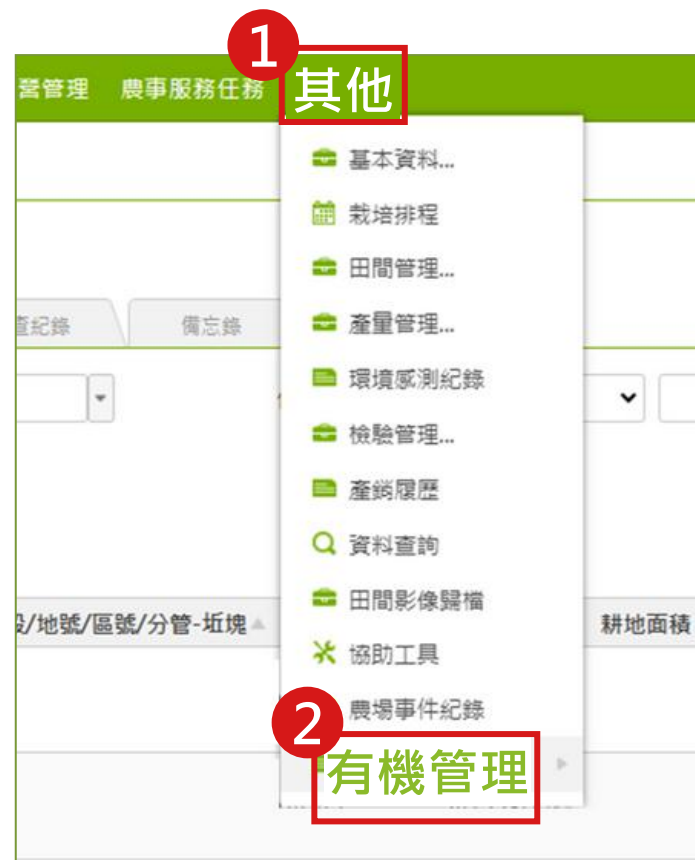 1
營管理 農事服務任務 其他
基本資料...
栽培排程
田間管理...
查紀錄 備忘錄 產量管理...
環境感測紀錄
檢驗管理...
產銷履歷
資料查詢
田間影像歸檔
段/地號/區號/分管-坵塊 耕地面積
協助工具
農場事件紀錄
2
有機管理